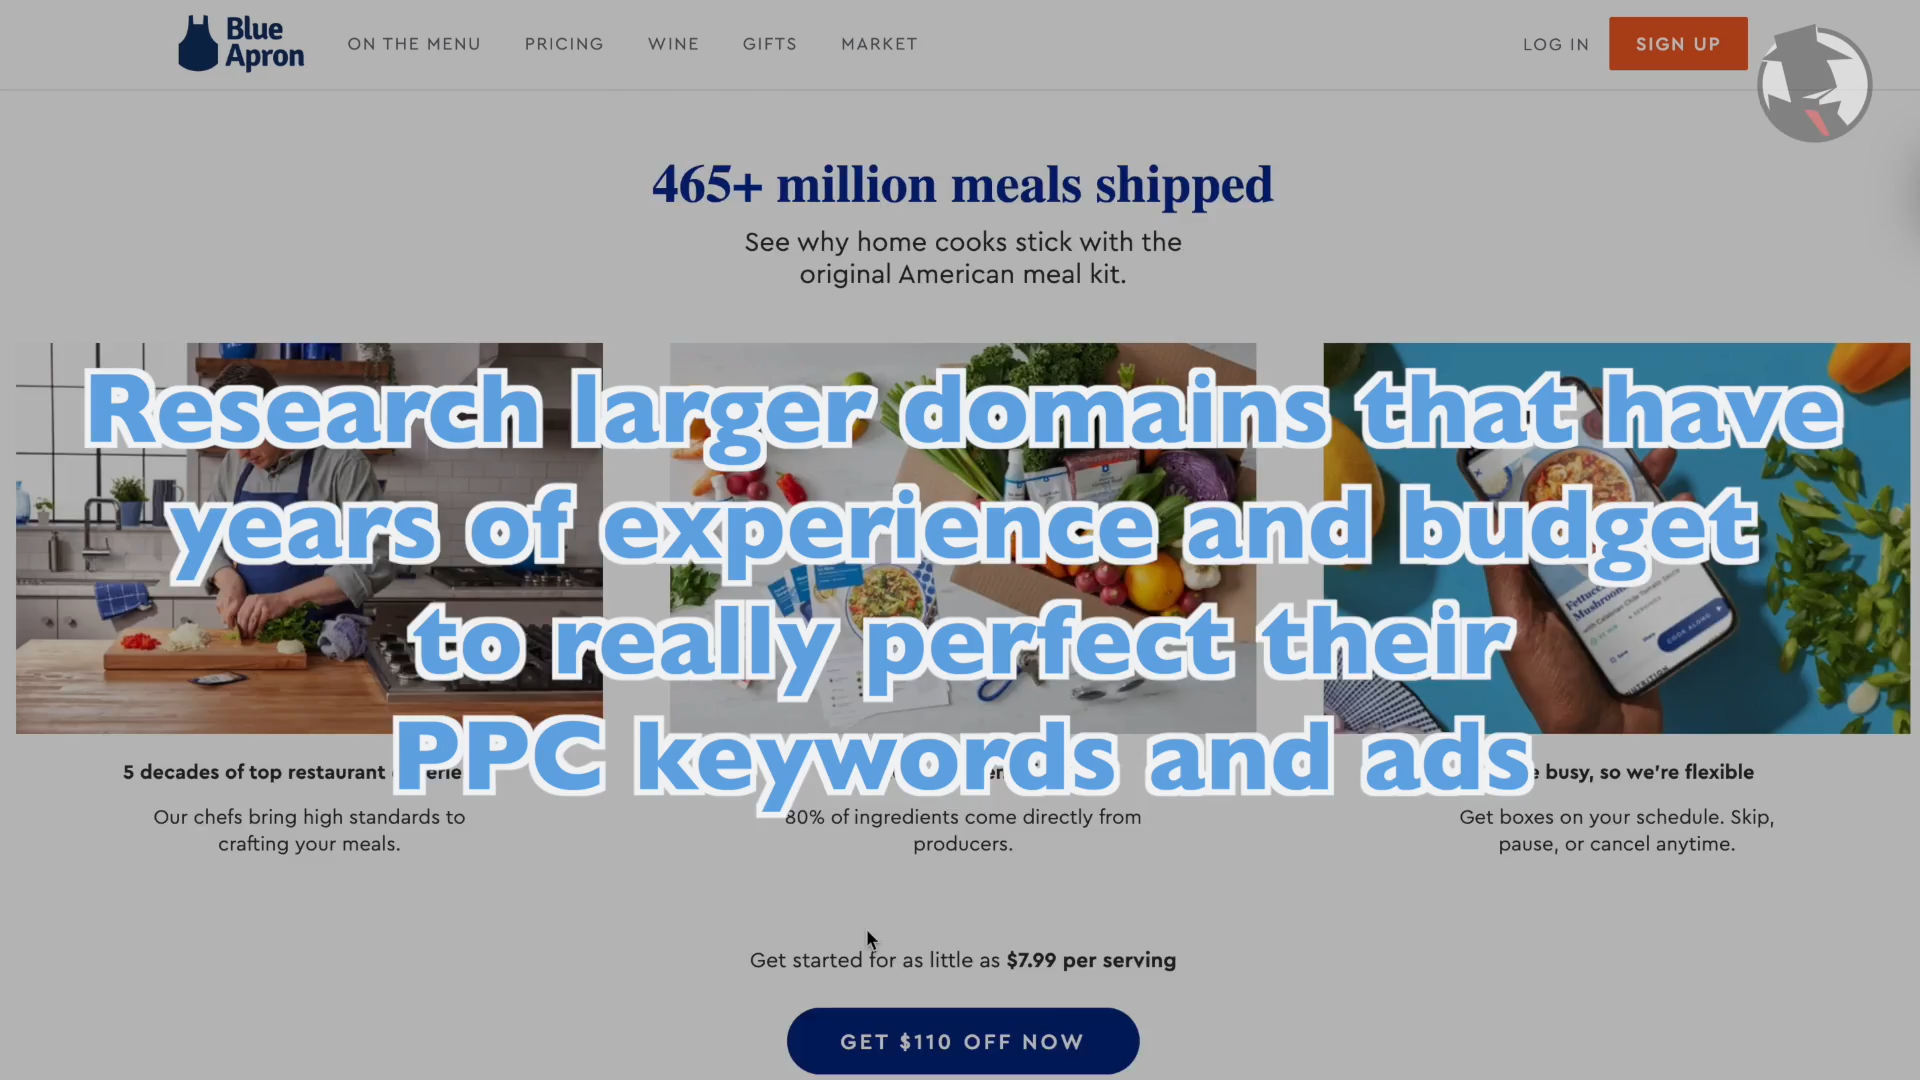 Blue
Apron
ON THE MENU PRICING WINE GIFTS MARKET
LOG IN SIGN UP
465+ million meals shipped
See why home cooks stick with the
original American meal kit.
Research larger domains that have
years of experience and budget
to really perfect their
PPC keywords and ads
5 decades of top restaurant
busy, so we're flexible
Our chefs bring high standards to
crafting your meals.
80% of ingredients come directly from
producers.
Get boxes on your schedule. Skip,
pause, or cancel anytime.
Get started for as little as $7.99 per serving
GET $110 OFF NOW
COOK ALONG